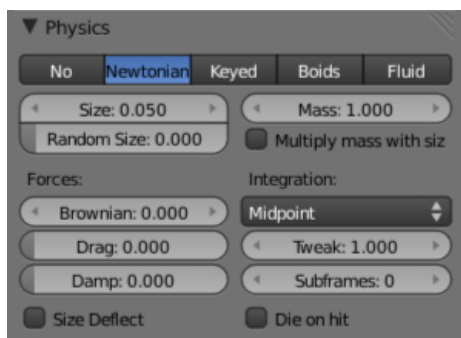 Physics
No Newtonian Keyed Boids Fluid
Size: 0.050 Mass: 1.000
Random Size: 0.000 Multiply mass with siz
Forces: Integration:
Brownian: 0.000 Midpoint
Drag: 0.000 Tweak: 1.000
Damp: 0.000 Subframes: 0
Size Deflect Die on hit